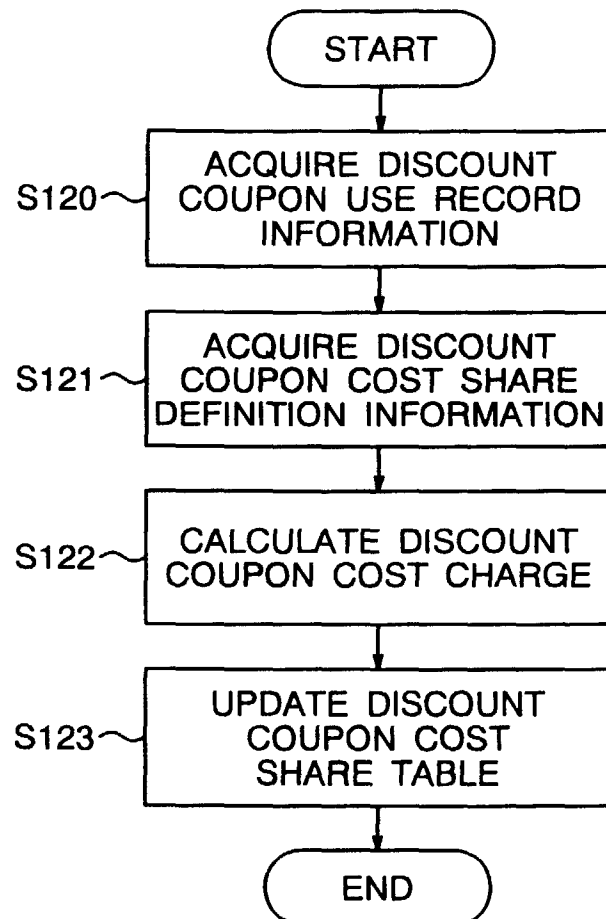 START
ACQUIRE DISCOUNT
S120
COUPON USE RECORD
INFORMATION
ACQUIRE DISCOUNT
S121
COUPON COST SHARE
DEFINITION INFORMATION
CALCULATE DISCOUNT
S122
COUPON COST CHARGE
UPDATE DISCOUNT
S123
COUPON COST
SHARE TABLE
END